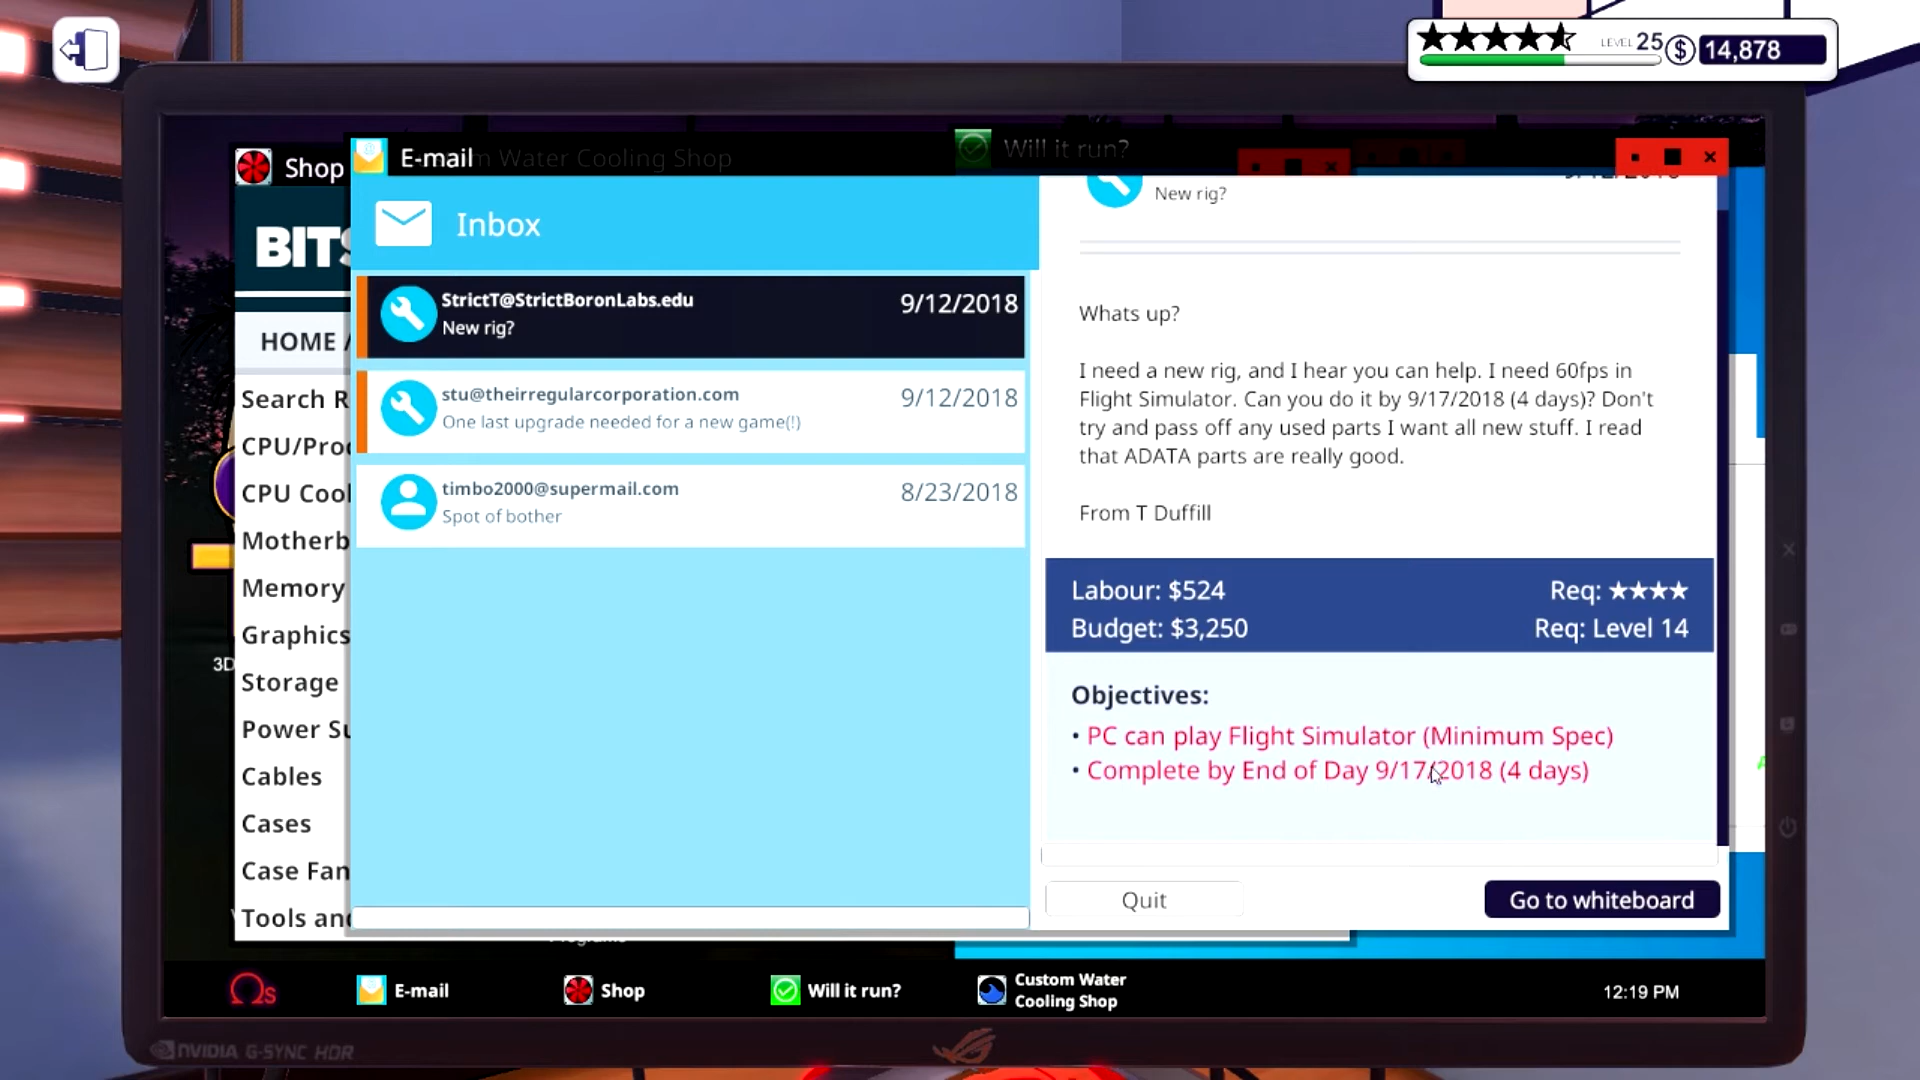 LEVEL 25 $ 14,878
Will it run?
E-mail
m Water Cooling Shop
Shop
New rig?
Inbox
BITS
StrictT@StrictBoronLabs.edu 9/12/2018
New rig?
Whats up?
HOME /
I need a new rig, and I hear you can help. I need 60fps in
Flight Simulator. Can you do it by 9/17/2018 (4 days)? Don't
try and pass off any used parts I want all new stuff. I read
that ADATA parts are really good.
stu@theirregularcorporation.com 9/12/2018
One last upgrade needed for a new game(!)
timbo2000@supermail.com 8/23/2018
Spot of bother
From T Duffill
Search R
CPU/Pro
CPU Cool
Motherb
Memory
Graphics
Storage
Power Su
Cables
Cases
Case Fan
Tools and
3D
Labour: $524 Req: ★★★★
Budget: $3,250 Req: Level 14
Objectives:
• PC can play Flight Simulator (Minimum Spec)
• Complete by End of Day 9/17/2018 (4 days)
Quit
Go to whiteboard
Ωs
E-mail
Shop
Will it run?
Custom Water
Cooling Shop
12:19 PM
NVIDIA G-SYNC HDR